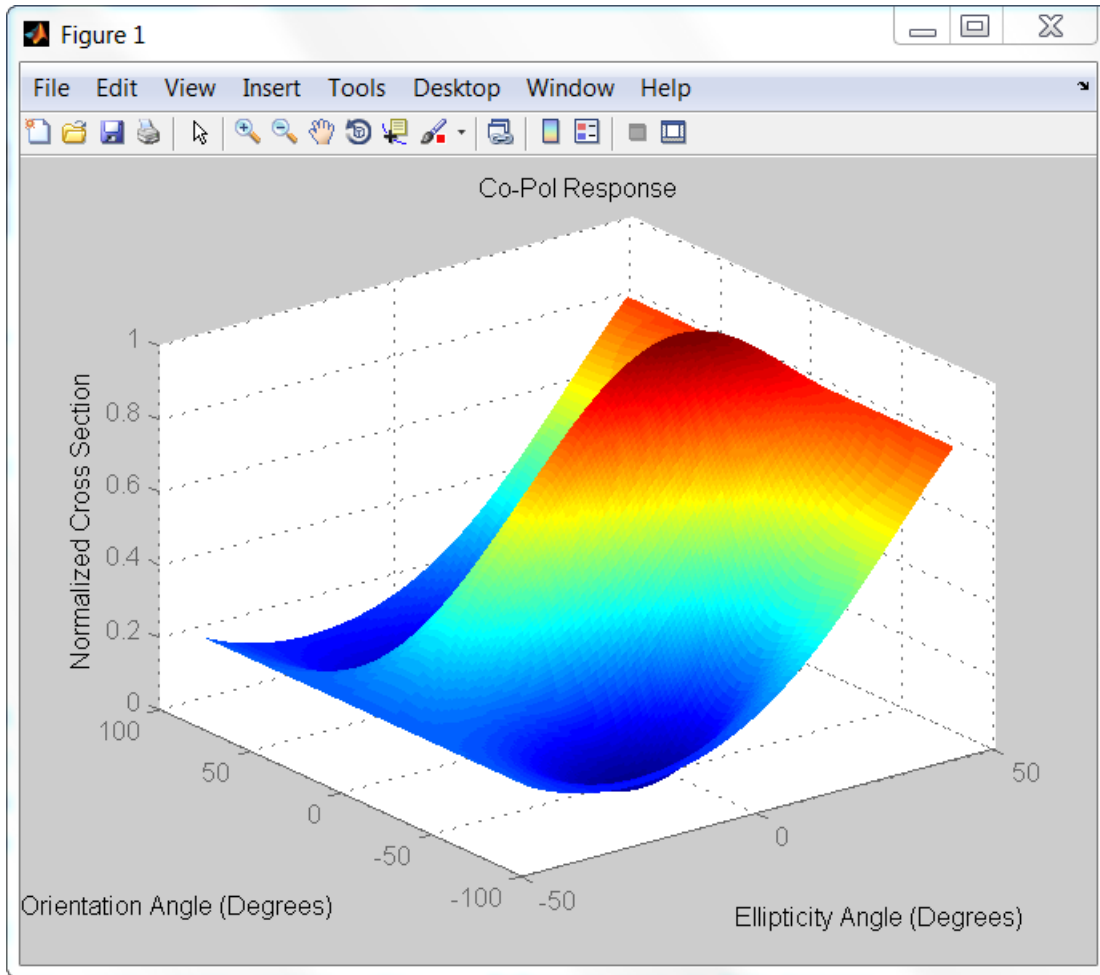 Figure 1
File Edit View Insert Tools Desktop Window Help
Co-Pol Response
Normalized Cross Section
1
0.8
0.6
0.4
0.2
0
100
50
0
-50
-100
Orientation Angle (Degrees)
-50
0
50
Ellipticity Angle (Degrees)